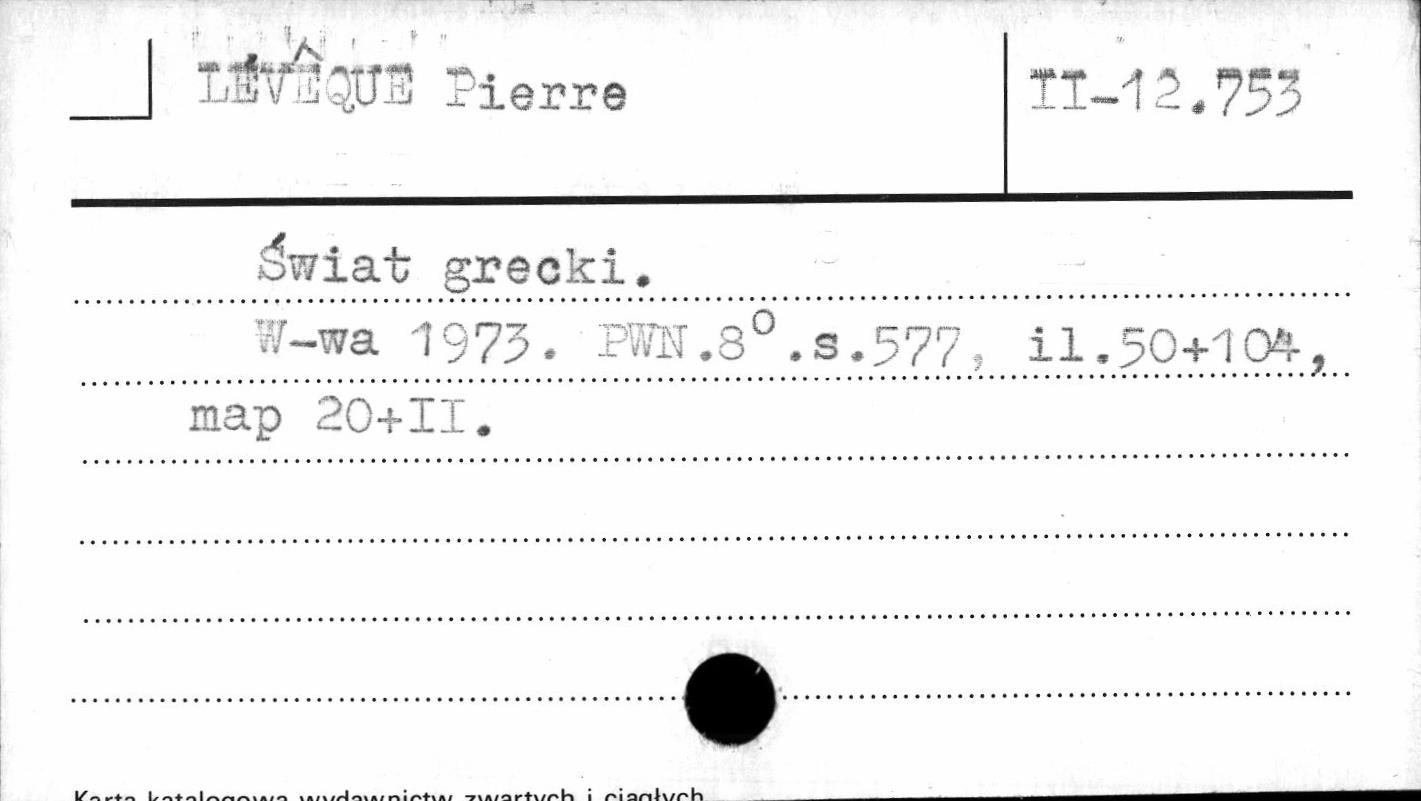 LÉVÊQUE Pierre II-12.753
Świat grecki.
W-wa 1973. PWN.8º.s.577, il.50+104,
map 20+II.
Karta katalogowa wydawnictw zwartych i ciągłych